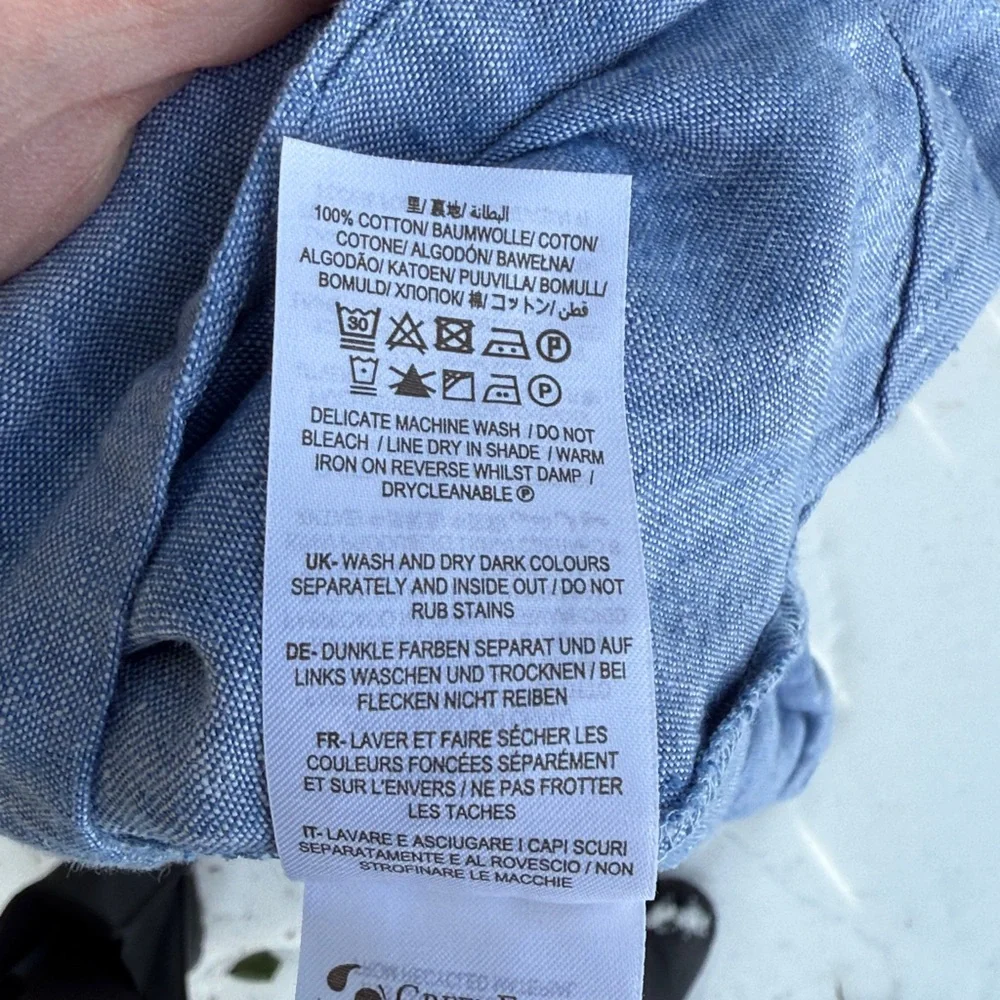 里/ 裏地/ البطانة
100% COTTON/ BAUMWOLLE/ COTON/
COTONE/ ALGODÓN/ BAWEŁNA/
ALGODÃO/ KATOEN/ PUUVILLA/ BOMULL/
BOMULD/ ХЛОПОК/ 棉/ コットン/ قطن
30
P
P
DELICATE MACHINE WASH / DO NOT
BLEACH / LINE DRY IN SHADE / WARM
IRON ON REVERSE WHILST DAMP /
DRYCLEANABLE Ⓟ
UK- WASH AND DRY DARK COLOURS
SEPARATELY AND INSIDE OUT / DO NOT
RUB STAINS
DE- DUNKLE FARBEN SEPARAT UND AUF
LINKS WASCHEN UND TROCKNEN / BEI
FLECKEN NICHT REIBEN
FR- LAVER ET FAIRE SÉCHER LES
COULEURS FONCÉES SÉPARÉMENT
ET SUR L'ENVERS / NE PAS FROTTER
LES TACHES
IT- LAVARE E ASCIUGARE I CAPI SCURI
SEPARATAMENTE E AL ROVESCIO / NON
STROFINARE LE MACCHIE